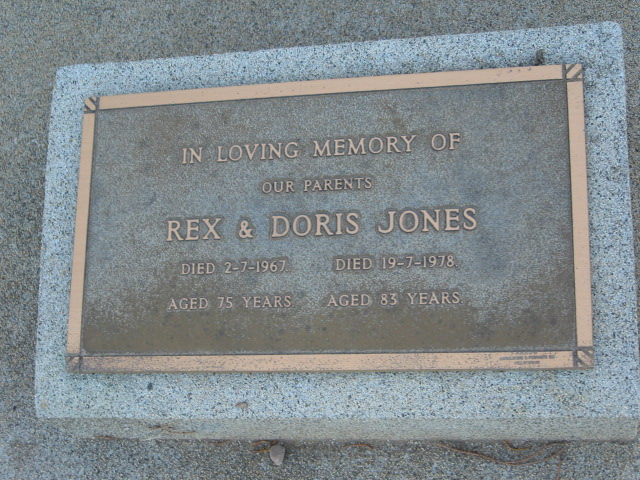 IN LOVING MEMORY OF
OUR PARENTS
REX & DORIS JONES
DIED 2-7-1967. DIED 19-7-1978.
AGED 75 YEARS AGED 83 YEARS.